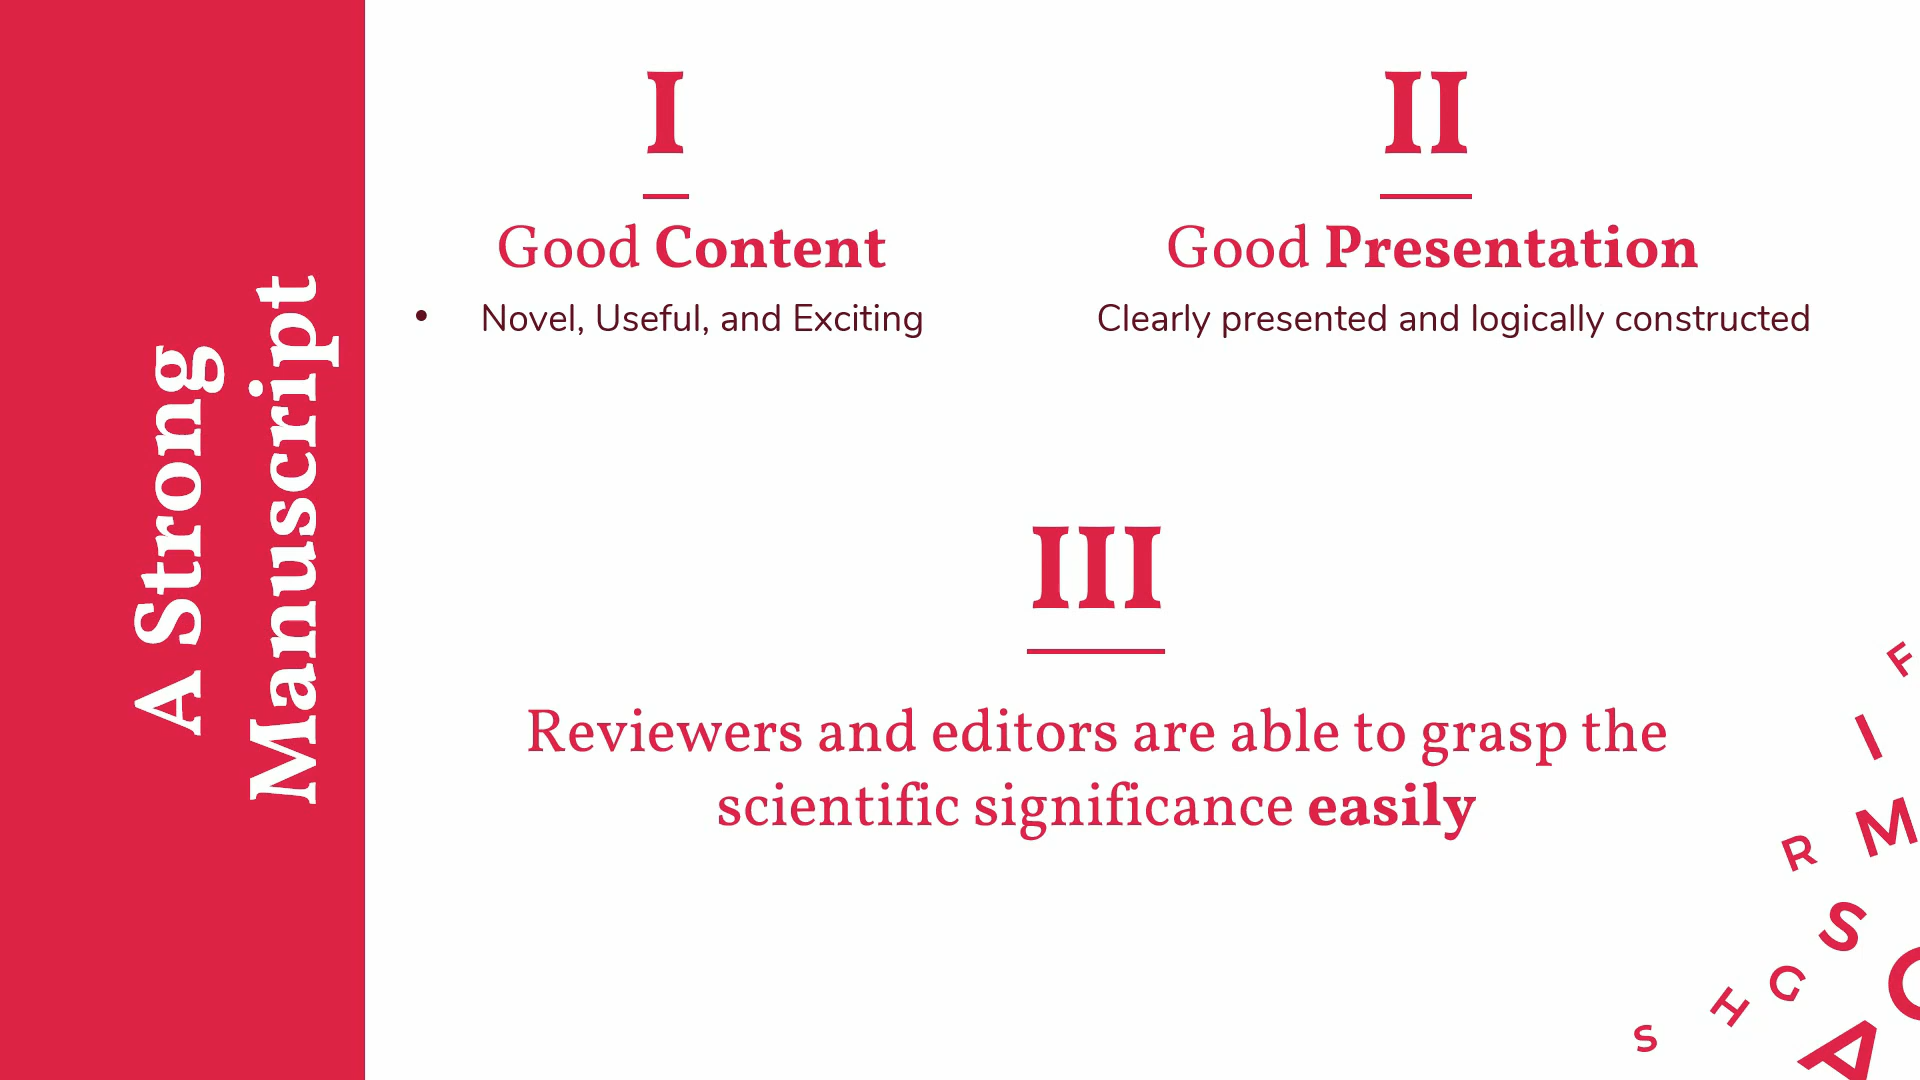 A Strong
Manuscript
I
Good Content
• Novel, Useful, and Exciting
II
Good Presentation
Clearly presented and logically constructed
III
Reviewers and editors are able to grasp the
scientific significance easily
F
I
M
R
S
G
H
S
A